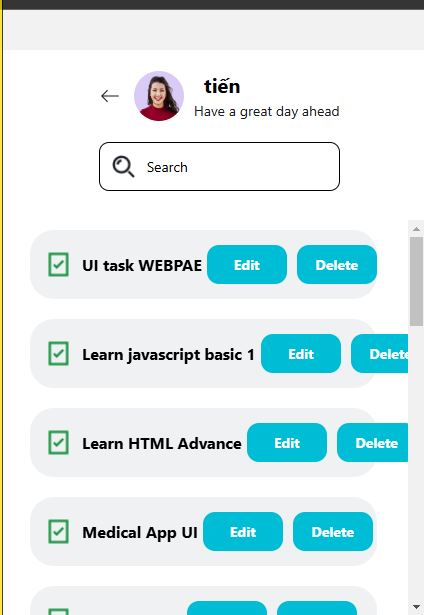 tiến
Have a great day ahead
Search
UI task WEBPAE Edit Delete
Learn javascript basic 1 Edit Delete
Learn HTML Advance Edit Delete
Medical App UI Edit Delete